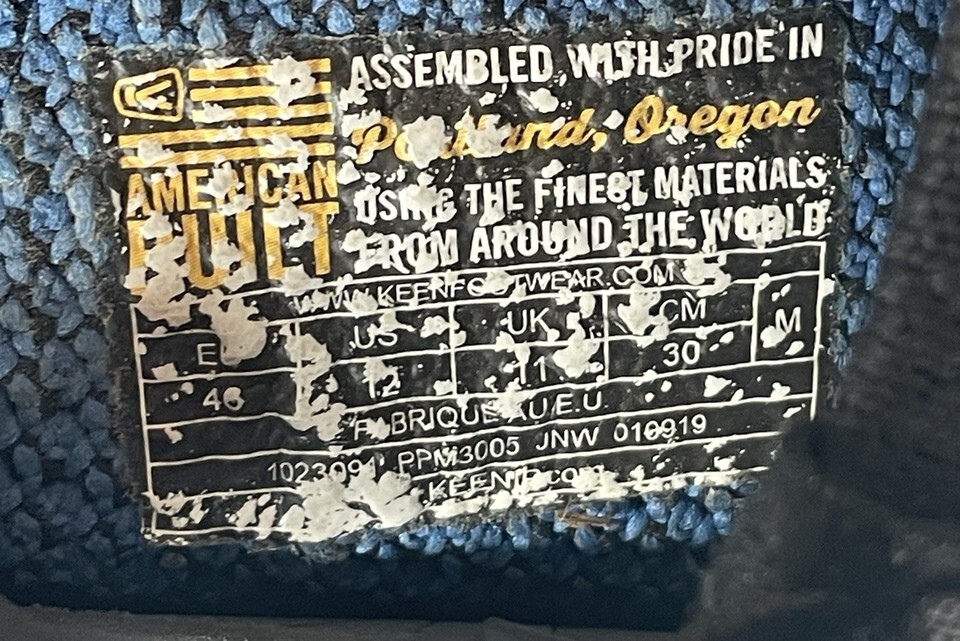 AMERICAN
BUILT
ASSEMBLED WITH PRIDE IN
Portland, Oregon
USING THE FINEST MATERIALS
FROM AROUND THE WORLD
WWW.KEENFOOTWEAR.COM
EU US UK CM M
46 12 11 30
FABRIQUE AU E.U.
1023091 PPM3005 JNW 010919